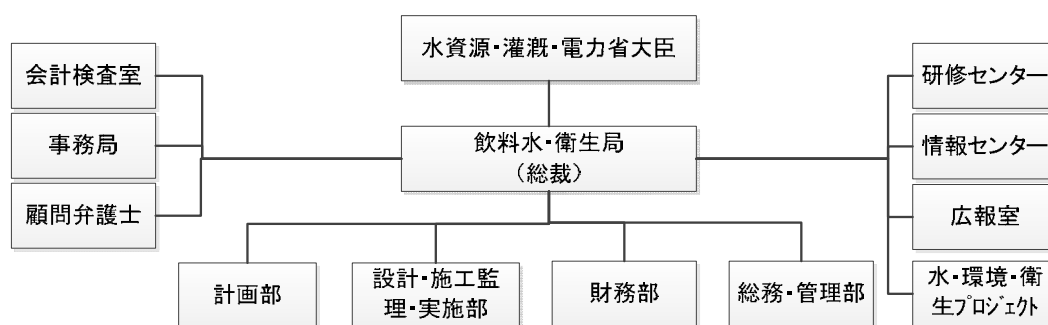 水資源・灌漑・電力省大臣
会計検査室
事務局
顧問弁護士
飲料水・衛生局
（総裁）
研修センター
情報センター
広報室
水・環境・衛
生プロジェクト
計画部
設計・施工監
理・実施部
財務部
総務・管理部